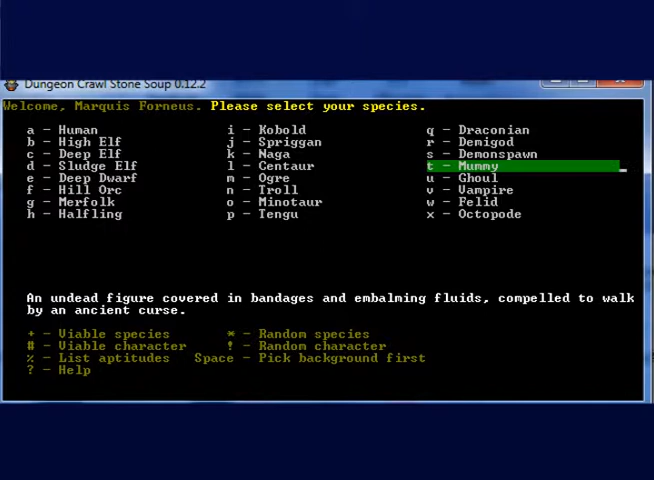 Dungeon Crawl Stone Soup 0.12.2
Welcome, Marquis Forneus. Please select your species.
a - Human i - Kobold q - Draconian
b - High Elf j - Spriggan r - Demigod
c - Deep Elf k - Naga s - Demonspawn
d - Sludge Elf l - Centaur t - Mummy
e - Deep Dwarf m - Ogre u - Ghoul
f - Hill Orc n - Troll v - Vampire
g - Merfolk o - Minotaur w - Felid
h - Halfling p - Tengu x - Octopode
An undead figure covered in bandages and embalming fluids, compelled to walk
by an ancient curse.
+ - Viable species * - Random species
# - Viable character ! - Random character
% - List aptitudes Space - Pick background first
? - Help